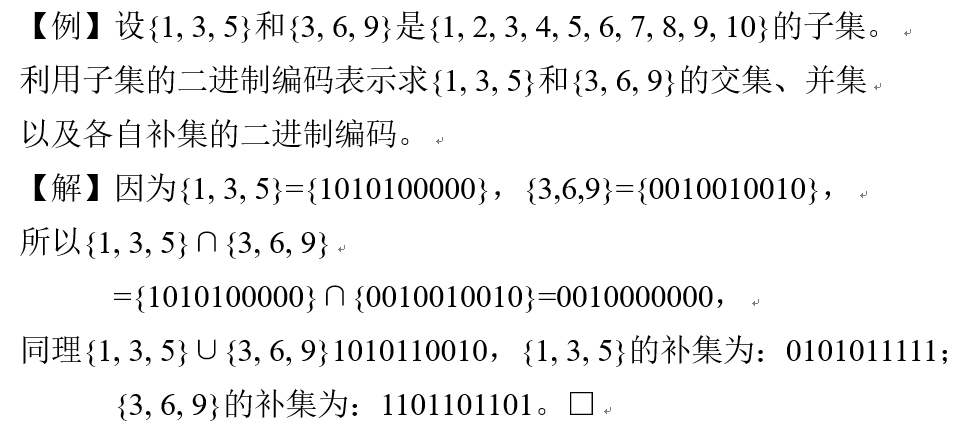 【例】设{1, 3, 5}和{3, 6, 9}是{1, 2, 3, 4, 5, 6, 7, 8, 9, 10}的子集。
利用子集的二进制编码表示求{1, 3, 5}和{3, 6, 9}的交集、并集
以及各自补集的二进制编码。
【解】因为{1, 3, 5}={1010100000}，{3,6,9}={0010010010}，
所以{1, 3, 5}∩{3, 6, 9}
={1010100000}∩{0010010010}=0010000000，
同理{1, 3, 5}∪{3, 6, 9}1010110010，{1, 3, 5}的补集为：0101011111；
{3, 6, 9}的补集为：1101101101。□